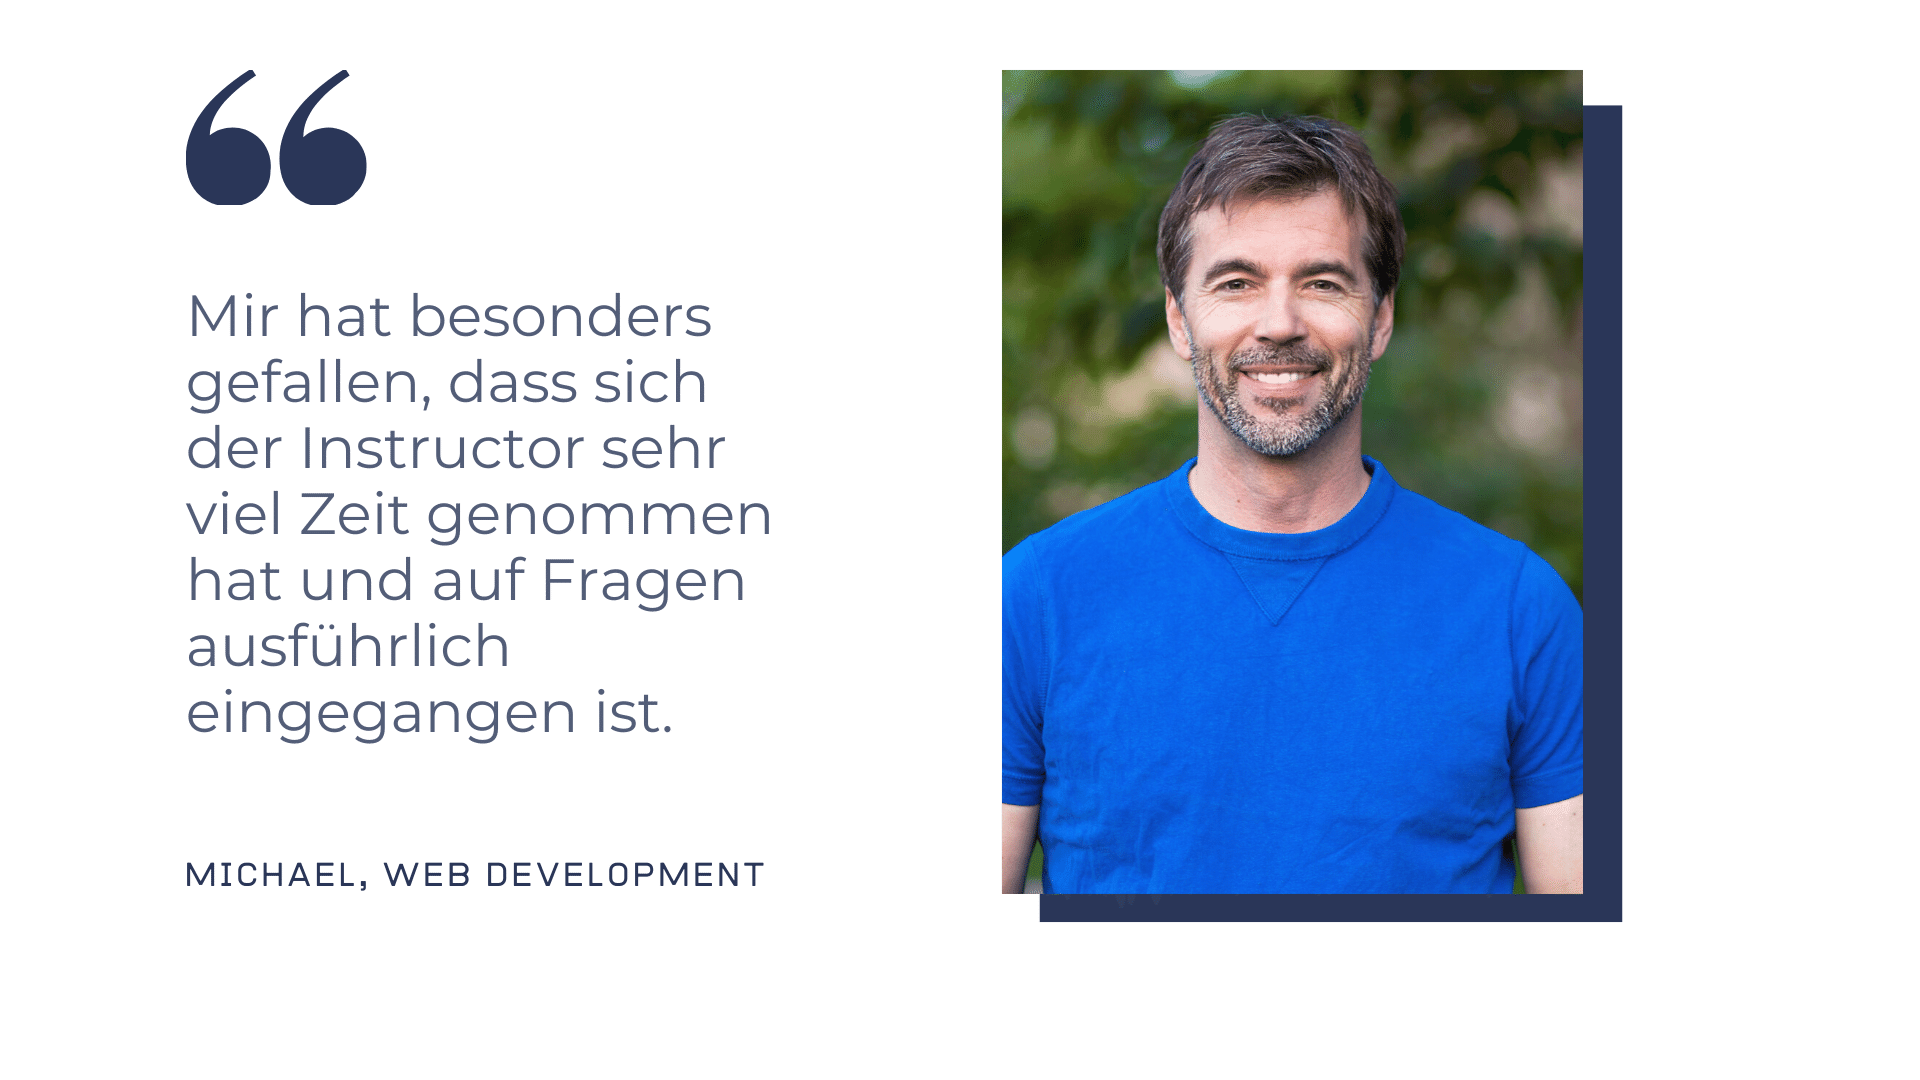 Mir hat besonders
gefallen, dass sich
der Instructor sehr
viel Zeit genommen
hat und auf Fragen
ausführlich
eingegangen ist.
MICHAEL, WEB DEVELOPMENT